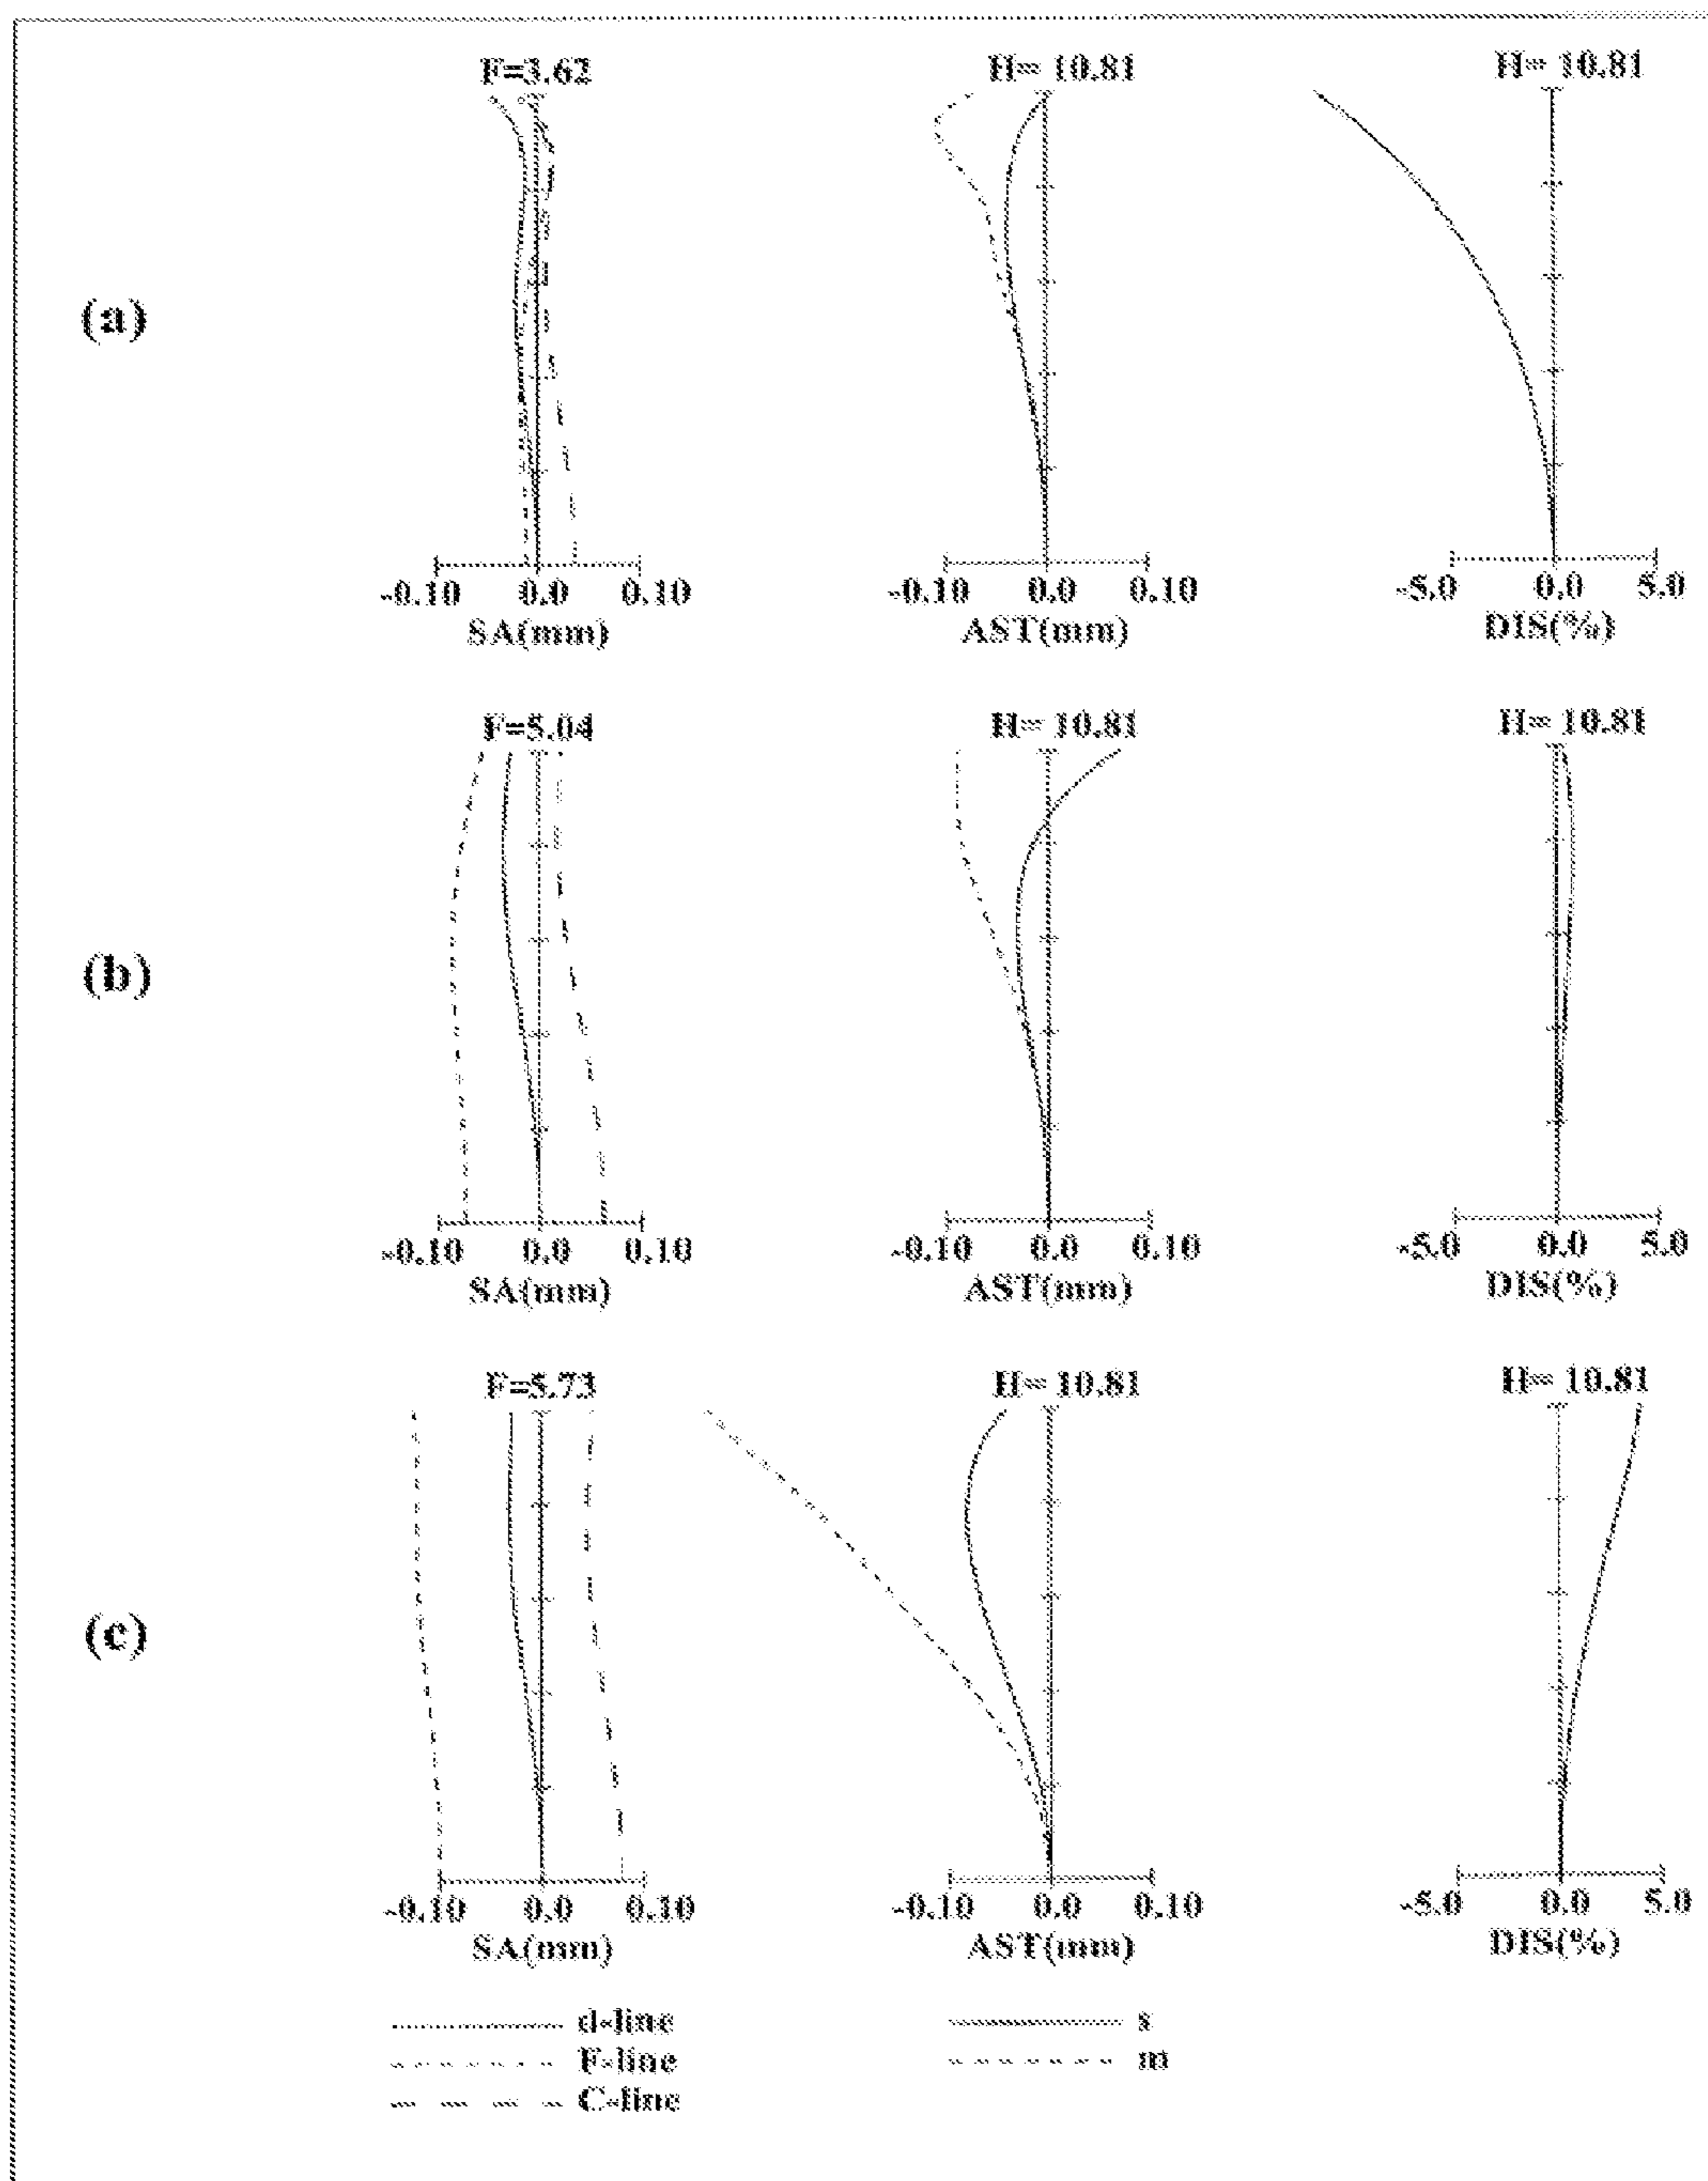 F=3.62 H= 10.81 H= 10.81
(a)
-0.10 0.0 0.10 -0.10 0.0 0.10 -5.0 0.0 5.0
SA(mm) AST(mm) DIS(%)
F=5.04 H= 10.81 H= 10.81
(b)
-0.10 0.0 0.10 -0.10 0.0 0.10 -5.0 0.0 5.0
SA(mm) AST(mm) DIS(%)
F=5.73 H= 10.81 H= 10.81
(c)
-0.10 0.0 0.10 -0.10 0.0 0.10 -5.0 0.0 5.0
SA(mm) AST(mm) DIS(%)
d-line s
F-line m
C-line